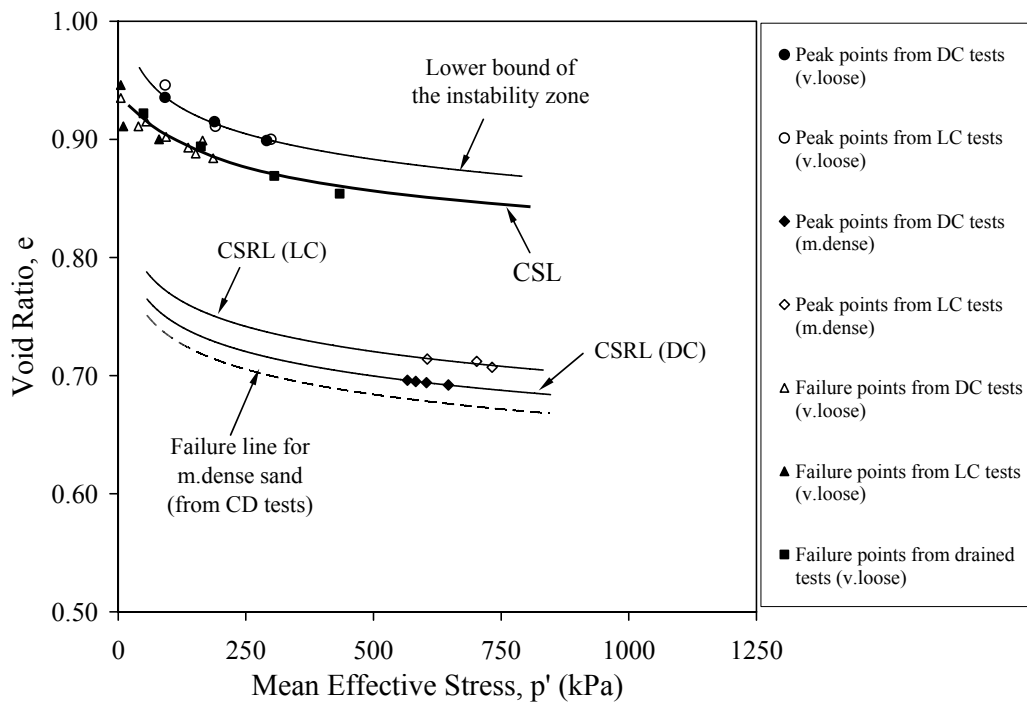 1.00
0.90
0.80
0.70
0.60
0.50
Void Ratio, e
0
250
500
750
1000
1250
Mean Effective Stress, p' (kPa)
Lower bound of
the instability zone
CSL
CSRL (LC)
CSRL (DC)
Failure line for
m.dense sand
(from CD tests)
Peak points from DC tests
(v.loose)
Peak points from LC tests
(v.loose)
Peak points from DC tests
(m.dense)
Peak points from LC tests
(m.dense)
Failure points from DC tests
(v.loose)
Failure points from LC tests
(v.loose)
Failure points from drained
tests (v.loose)